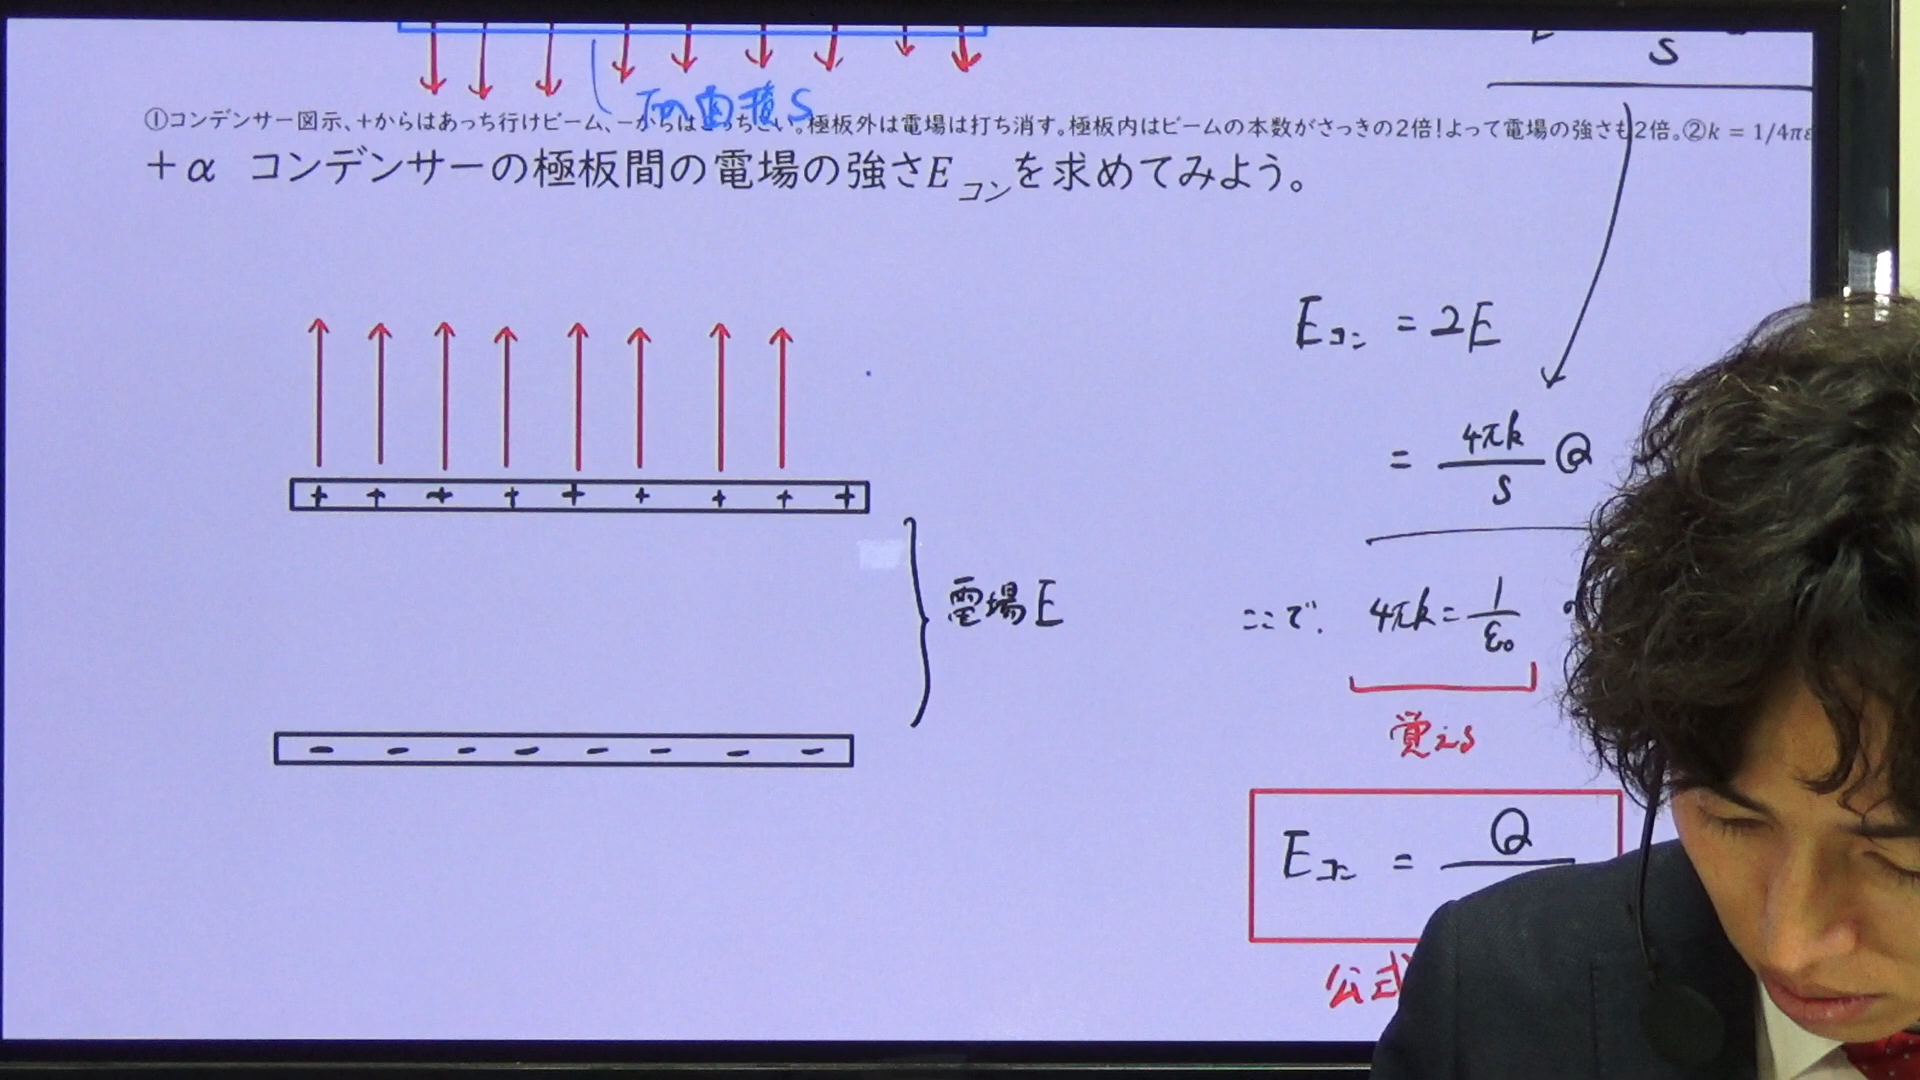 S
面積S
①コンデンサー図示、+からはあっち行けビーム、−からはこっちこい。極板外は電場は打ち消す。極板内はビームの本数がさっきの2倍!よって電場の強さも2倍。②k = 1/4π
+α コンデンサーの極板間の電場の強さEコンを求めてみよう。
Eコン = 2E
= 4πk/S Q
+ + + + + + + + +
電場E
ここで. 4πk = 1/ε₀
覚える
− − − − − − − −
Eコン = Q
公式